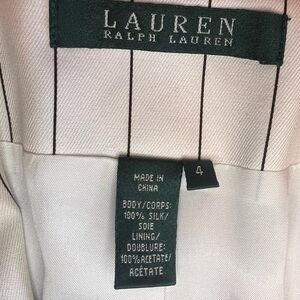 LAUREN
RALPH LAUREN
4
MADE IN
CHINA
BODY/CORPS:
100% SILK/
SOIE
LINING/
DOUBLURE:
100%ACETATE/
ACÉTATE